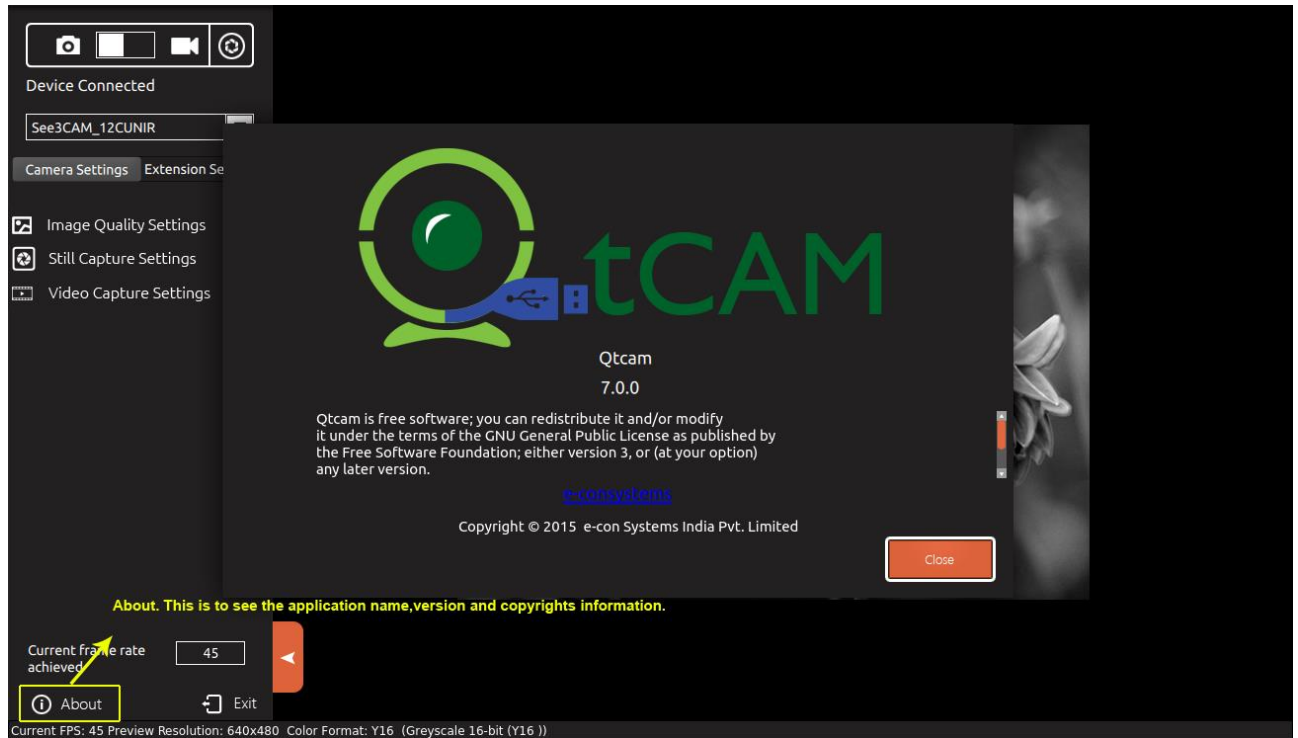 Device Connected
See3CAM_12CUNIR
Camera Settings Extension Se
Image Quality Settings
Still Capture Settings
Video Capture Settings
tCAM
Qtcam
7.0.0
Qtcam is free software; you can redistribute it and/or modify
it under the terms of the GNU General Public License as published by
the Free Software Foundation; either version 3, or (at your option)
any later version.
e-consystems
Copyright © 2015 e-con Systems India Pvt. Limited
Close
About. This is to see the application name,version and copyrights information.
Current frame rate
achieved
45
About
Exit
Current FPS: 45 Preview Resolution: 640x480 Color Format: Y16 (Greyscale 16-bit (Y16 ))